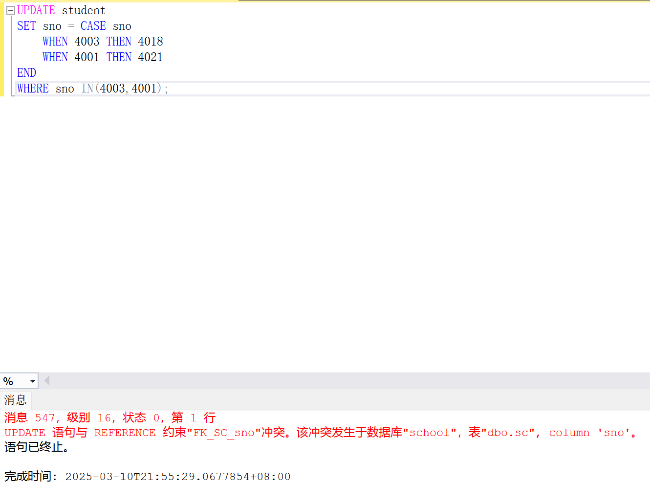 UPDATE student
SET sno = CASE sno
WHEN 4003 THEN 4018
WHEN 4001 THEN 4021
END
WHERE sno IN(4003,4001);
%
消息
消息 547，级别 16，状态 0，第 1 行
UPDATE 语句与 REFERENCE 约束"FK_SC_sno"冲突。该冲突发生于数据库"school"，表"dbo.sc", column 'sno'。
语句已终止。
完成时间: 2025-03-10T21:55:29.0677854+08:00